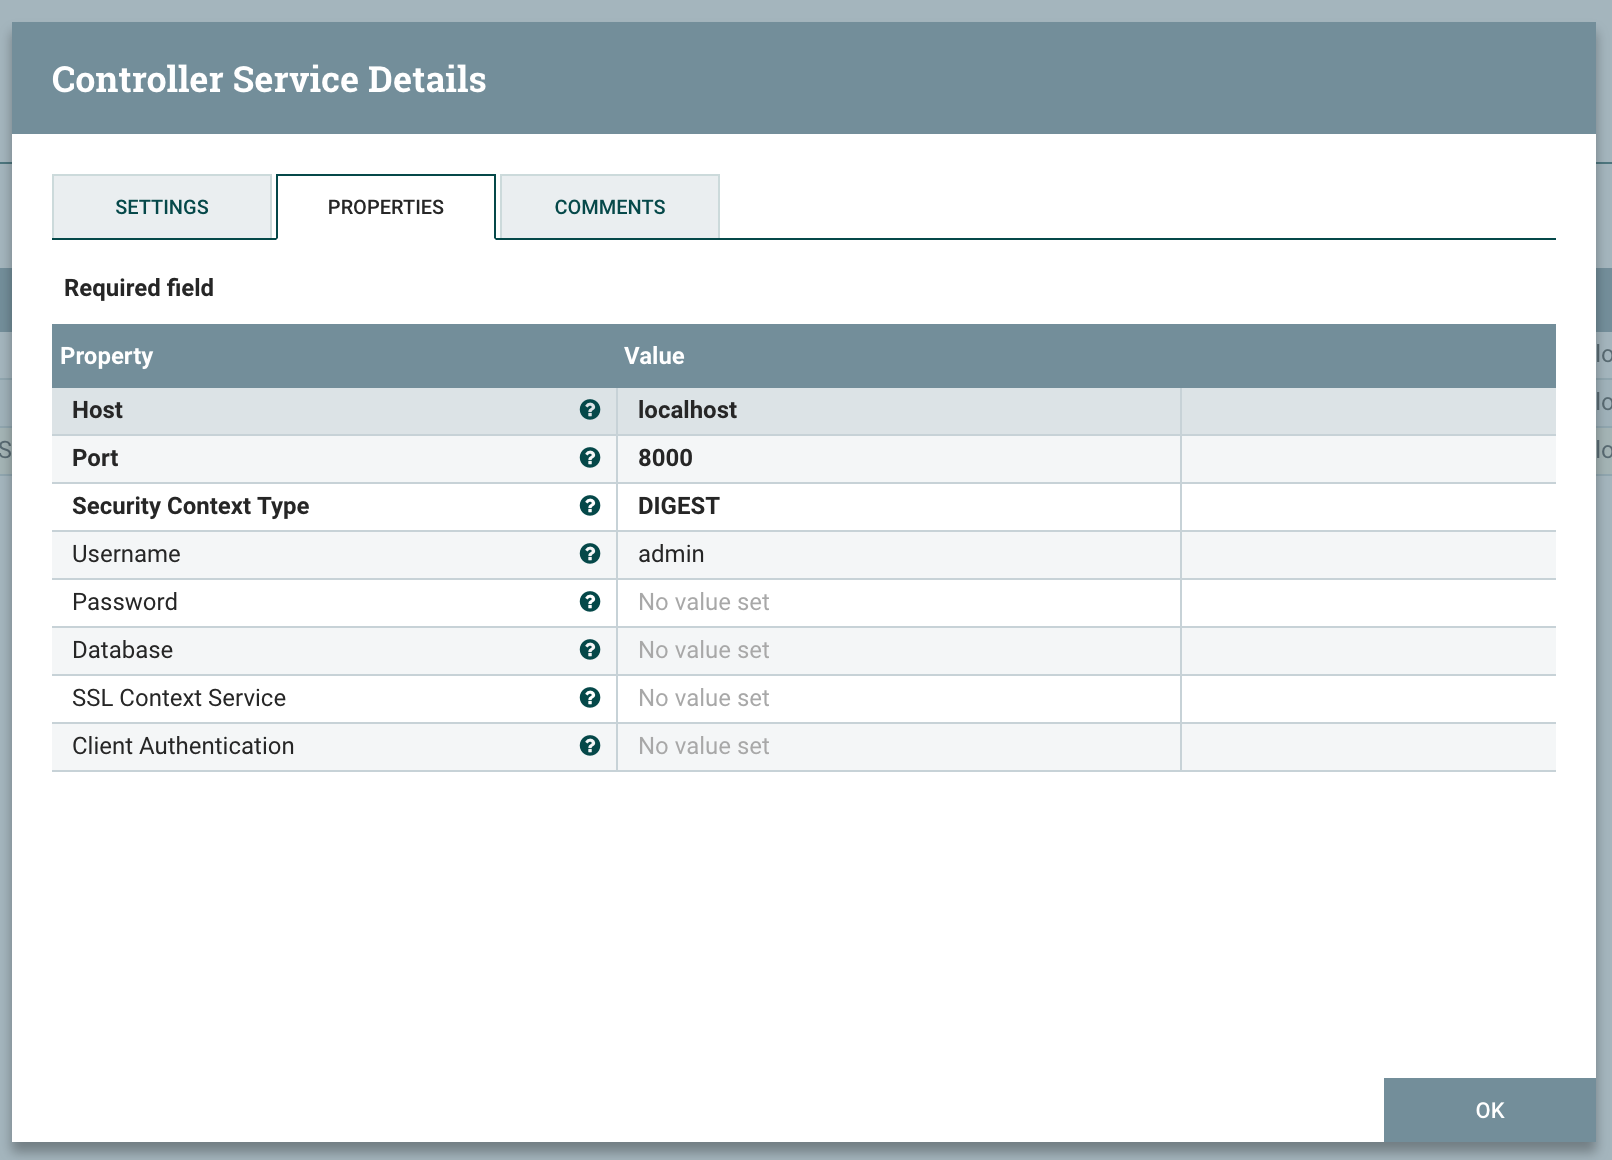 Controller Service Details
SETTINGS PROPERTIES COMMENTS
Required field
Property Value
Host localhost
Port 8000
Security Context Type DIGEST
Username admin
Password No value set
Database No value set
SSL Context Service No value set
Client Authentication No value set
OK